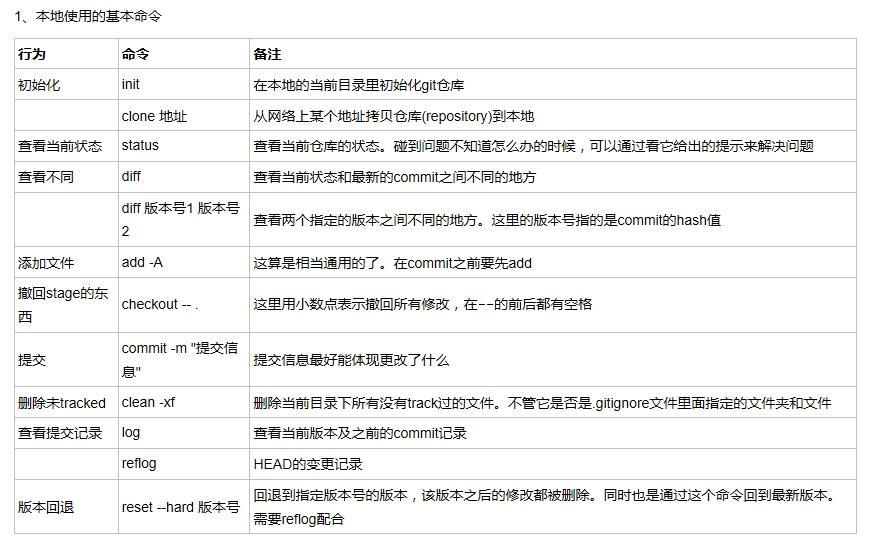 1、本地使用的基本命令
行为 命令 备注
初始化 init 在本地的当前目录里初始化git仓库
clone 地址 从网络上某个地址拷贝仓库(repository)到本地
查看当前状态 status 查看当前仓库的状态。碰到问题不知道怎么办的时候，可以通过看它给出的提示来解决问题
查看不同 diff 查看当前状态和最新的commit之间不同的地方
diff 版本号1 版本号
2
查看两个指定的版本之间不同的地方。这里的版本号指的是commit的hash值
添加文件 add -A 这算是相当通用的了。在commit之前要先add
撤回stage的东
西
checkout -- . 这里用小数点表示撤回所有修改，在--的前后都有空格
提交
commit -m "提交信
息"
提交信息最好能体现更改了什么
删除未tracked clean -xf 删除当前目录下所有没有track过的文件。不管它是否是.gitignore文件里面指定的文件夹和文件
查看提交记录 log 查看当前版本及之前的commit记录
reflog HEAD的变更记录
版本回退 reset --hard 版本号
回退到指定版本号的版本，该版本之后的修改都被删除。同时也是通过这个命令回到最新版本。
需要reflog配合